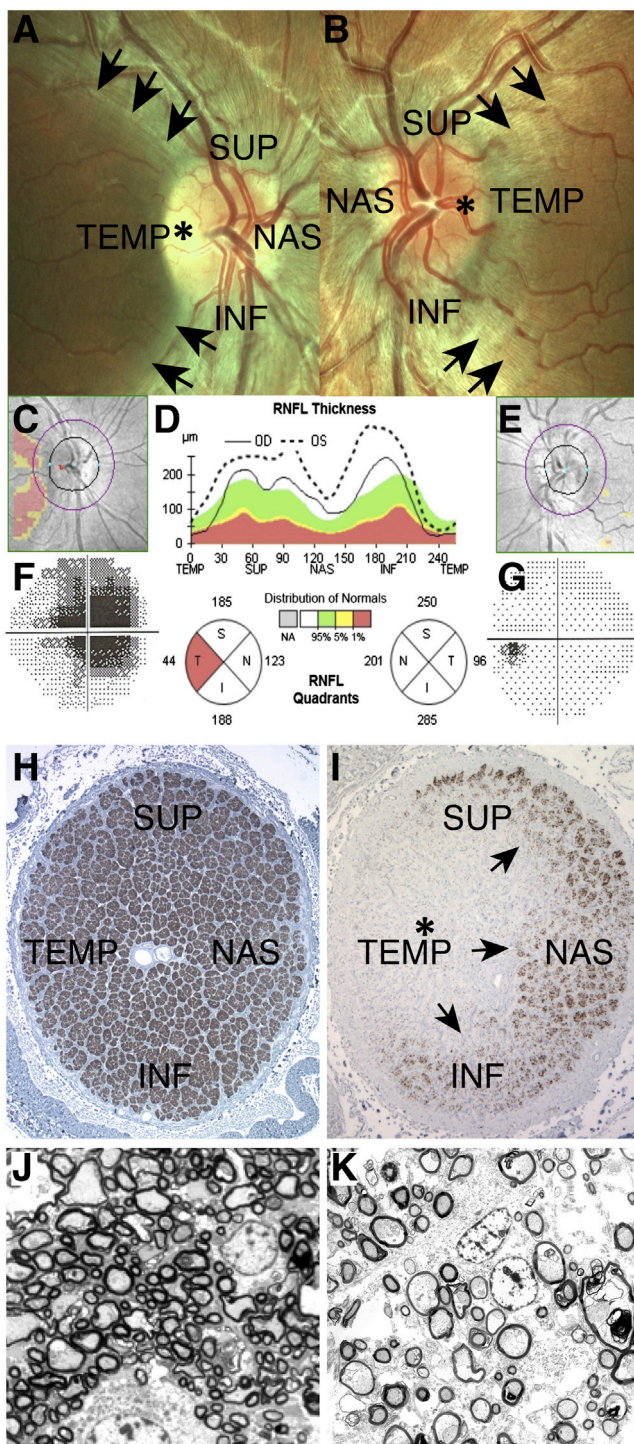 A
B
SUP
SUP
TEMP *
NAS
NAS
* TEMP
INF
INF
C
D
RNFL Thickness
E
µm
OD
OS
200
100
0
0
30
60
90
120
150
180
210
240
TEMP
SUP
NAS
INF
TEMP
F
G
Distribution of Normals
NA
95%
5%
1%
185
S
44
T
N
123
I
188
RNFL
Quadrants
250
S
201
N
T
96
I
285
H
I
SUP
SUP
*
TEMP
NAS
TEMP
NAS
INF
INF
J
K